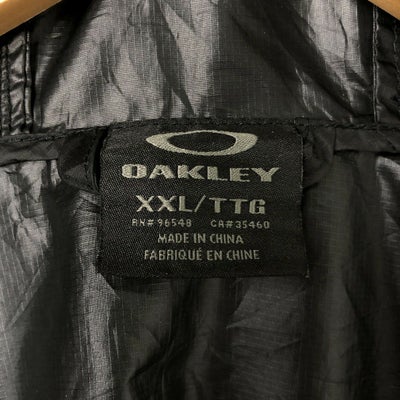 OAKLEY
XXL/TTG
RN# 96548 CA# 35460
MADE IN CHINA
FABRIQUÉ EN CHINE